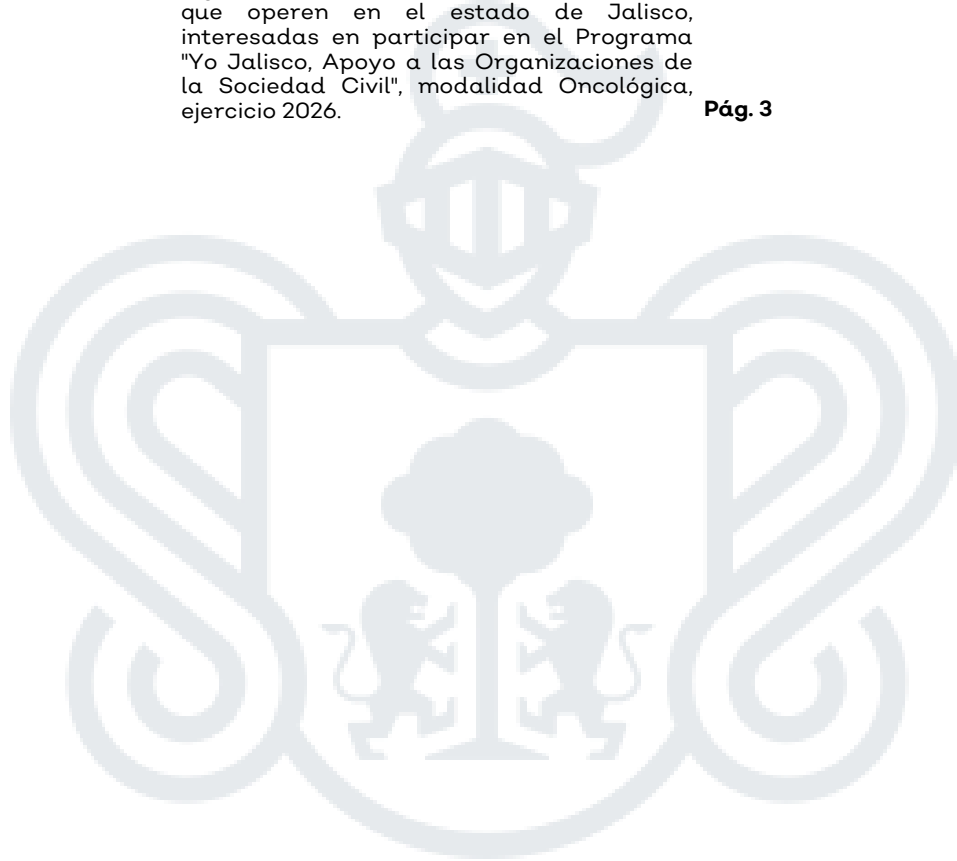 que operen en el estado de Jalisco,
interesadas en participar en el Programa
"Yo Jalisco, Apoyo a las Organizaciones de
la Sociedad Civil", modalidad Oncológica,
ejercicio 2026. Pág. 3